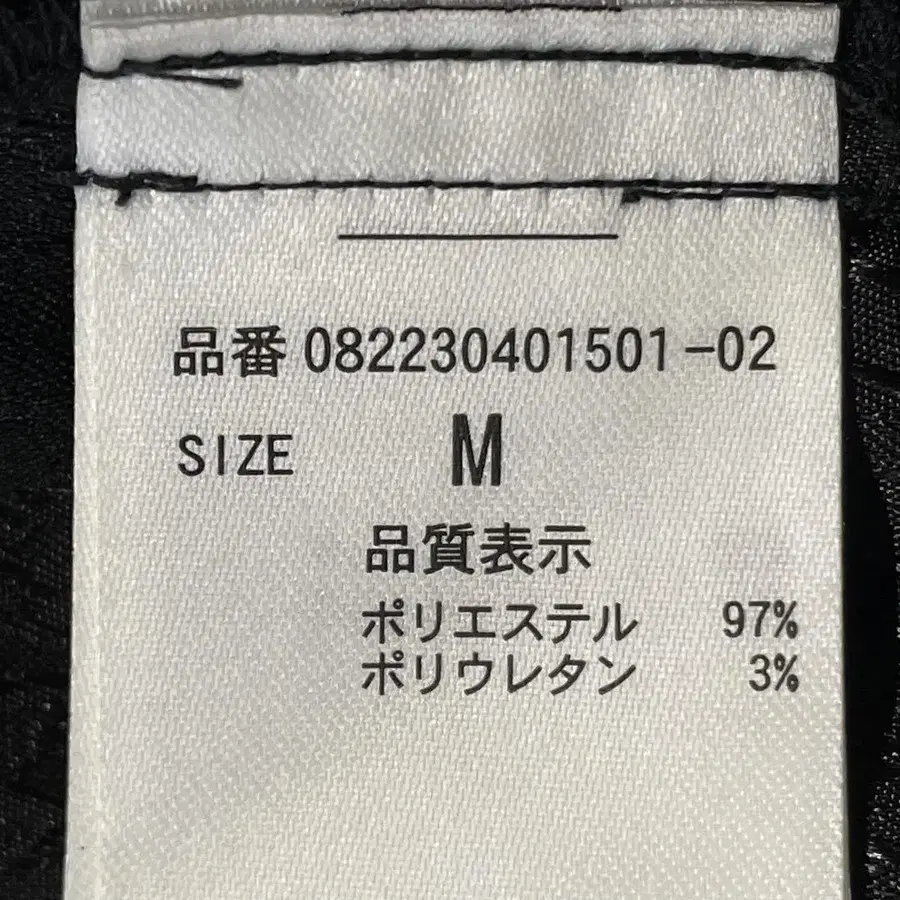 品番 082230401501-02
SIZE M
品質表示
ポリエステル 97%
ポリウレタン 3%